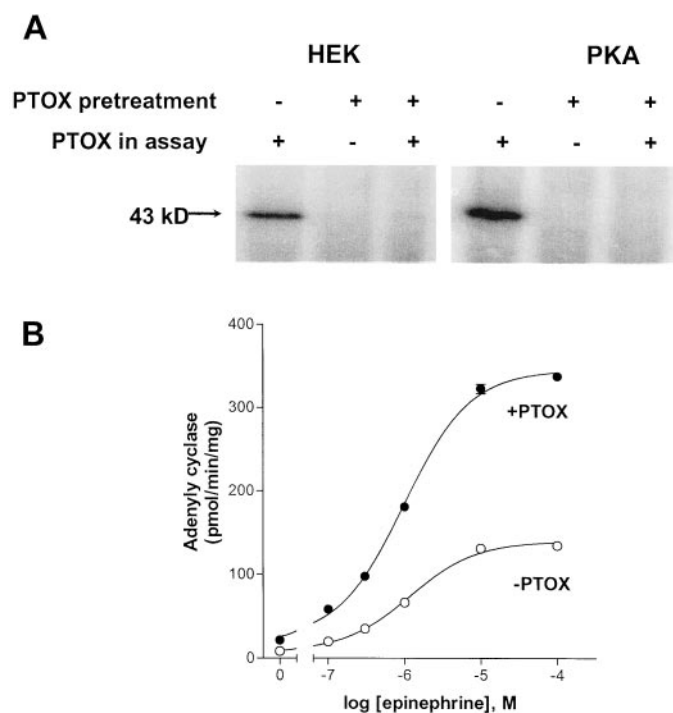 A
HEK PKA
PTOX pretreatment - + + - + +
PTOX in assay + - + + - +
43 kD
B
400
300
200
100
0
Adenyly cyclase
(pmol/min/mg)
+PTOX
-PTOX
0 -7 -6 -5 -4
log [epinephrine], M